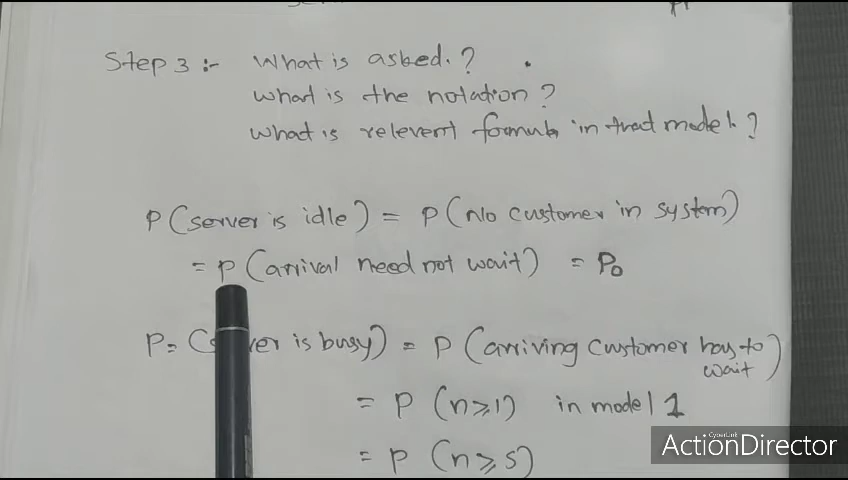 Step 3 :- What is asked. ?
What is the notation ?
What is relevent formula in that model. ?
P (server is idle) = P (no customer in system)
= P (arrival need not wait) = P0
P = ( is busy) = P (arriving customer has to wait)
= P (n ≥ 1) in model 1
= P (n ≥ s)
CyberLink
ActionDirector